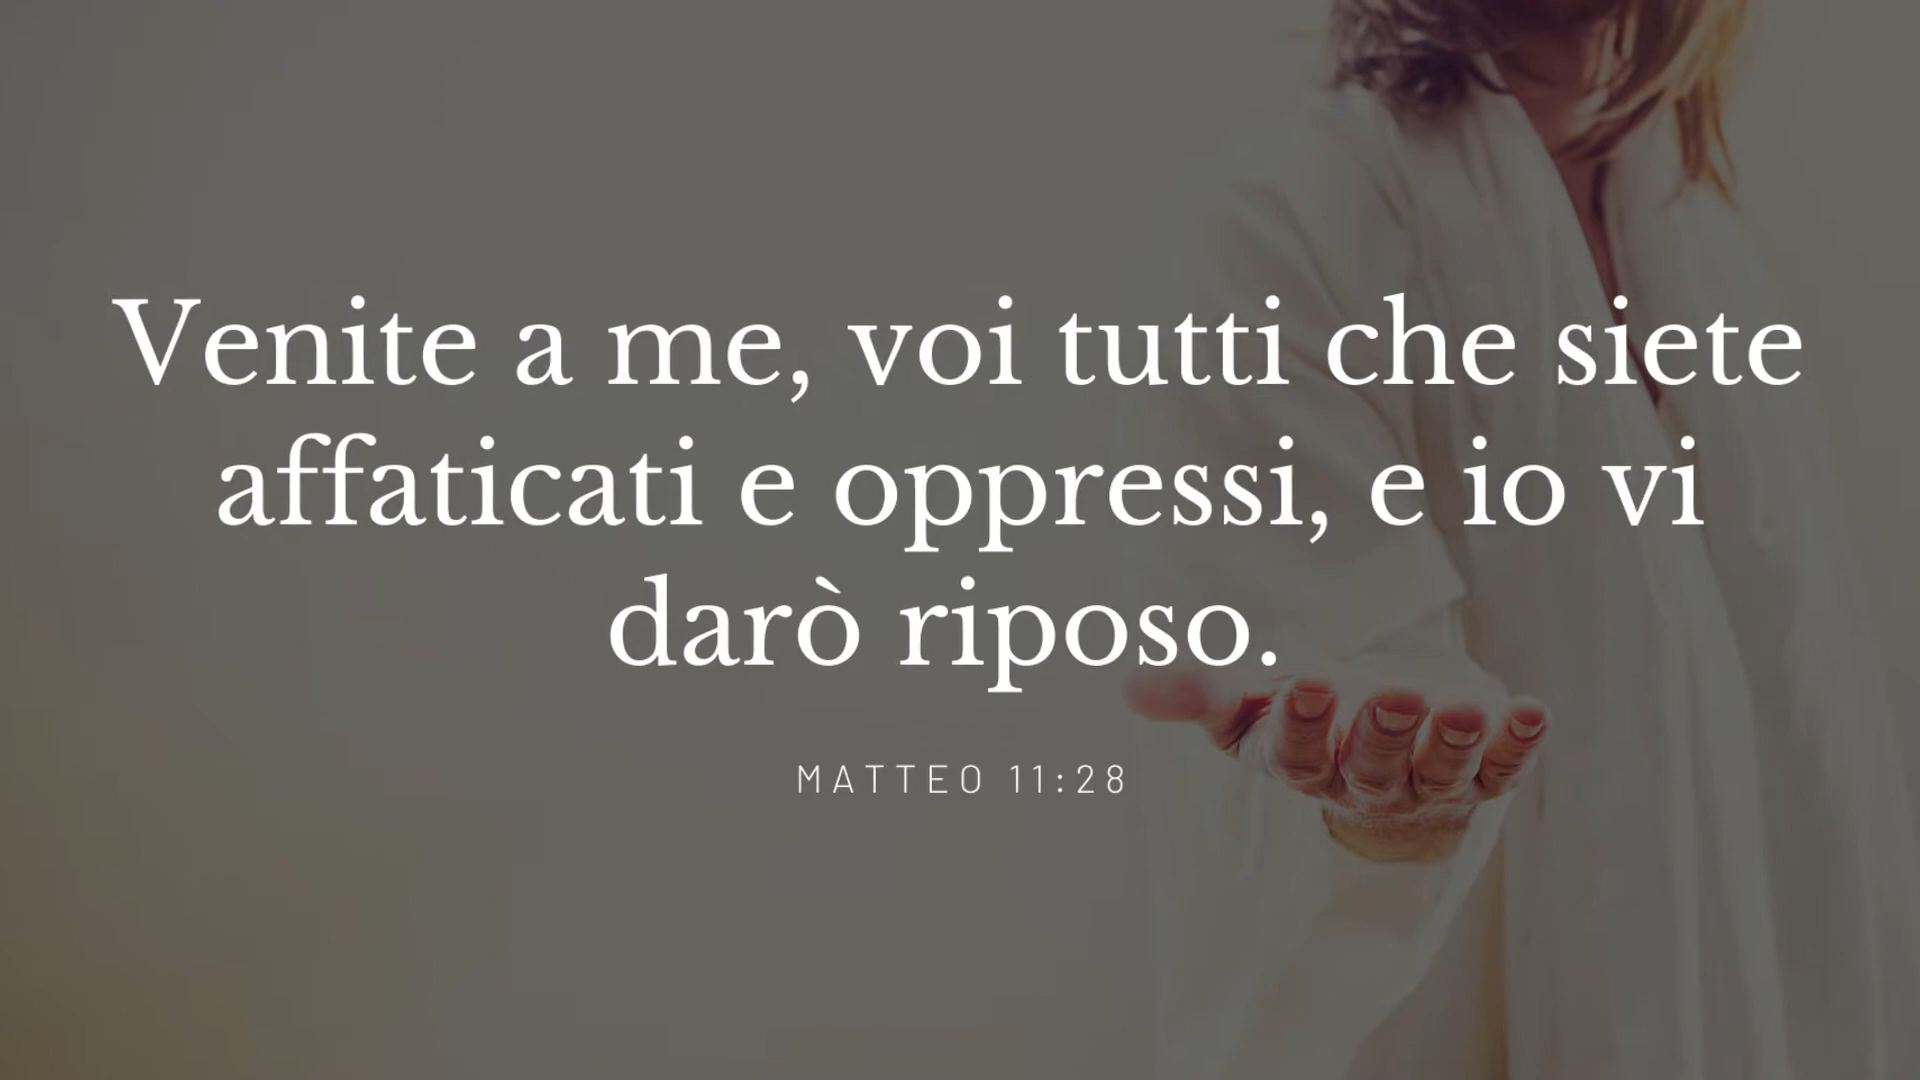 Venite a me, voi tutti che siete
affaticati e oppressi, e io vi
darò riposo.
MATTEO 11:28